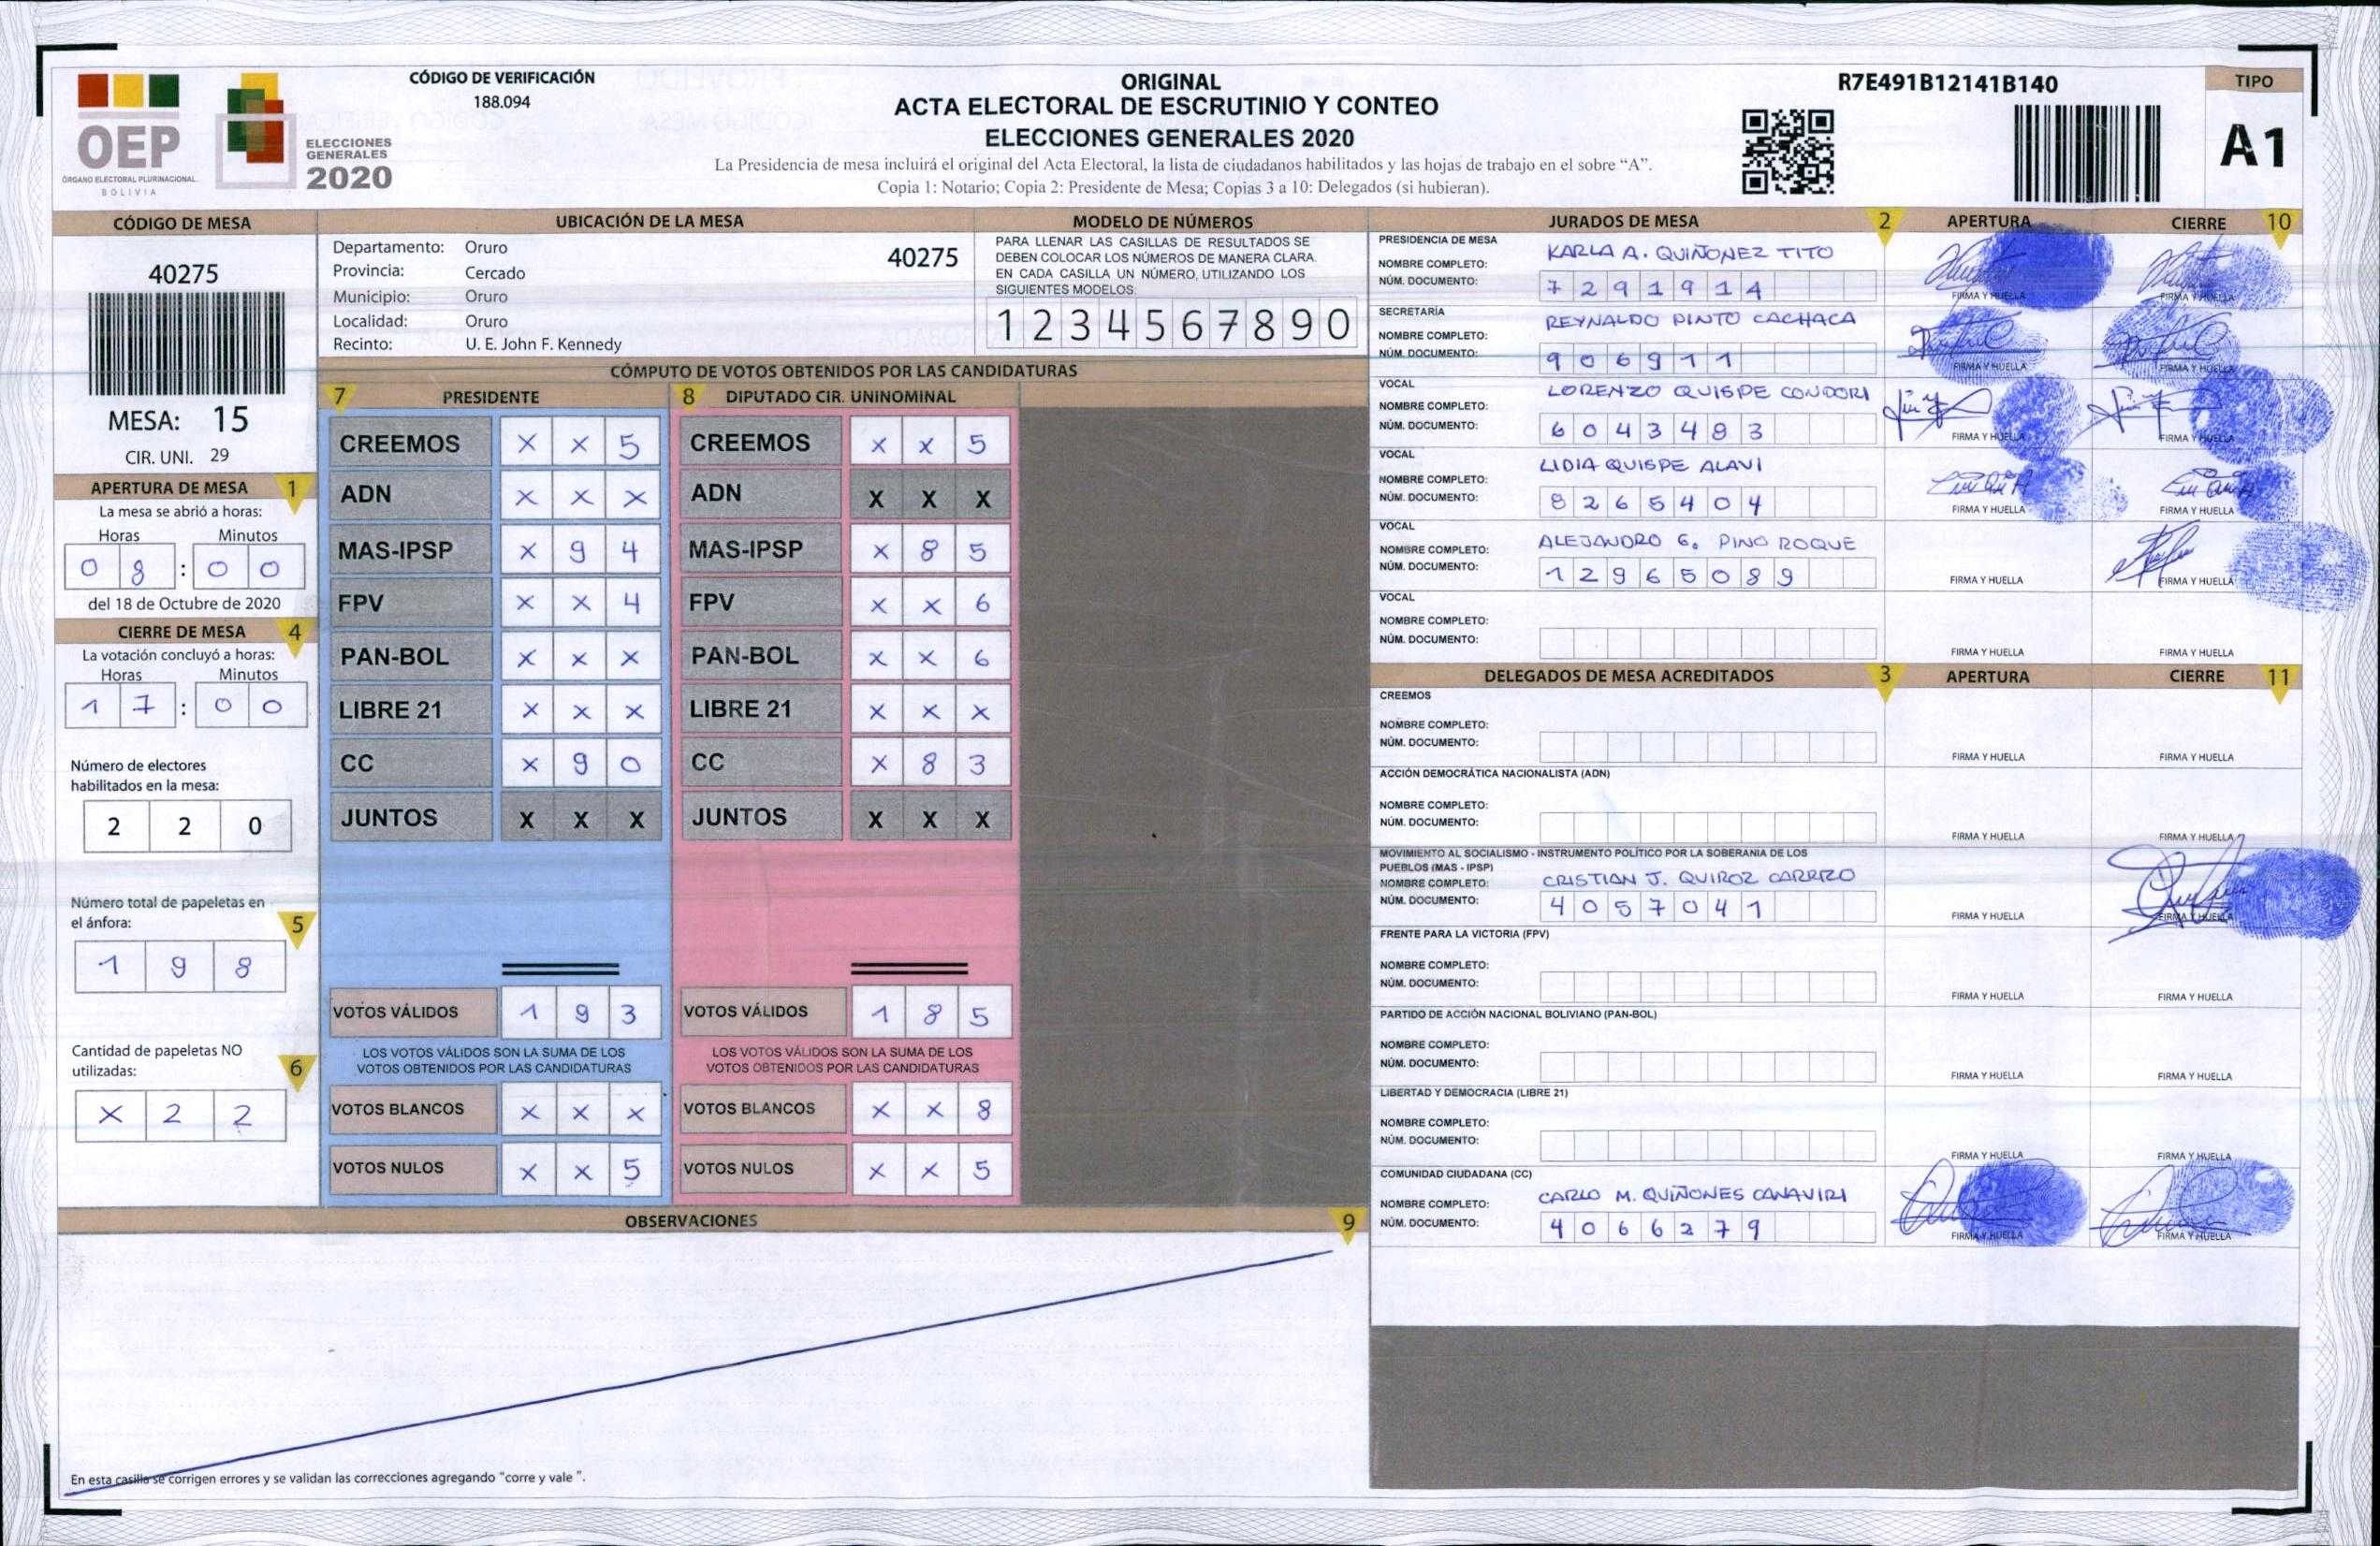 OEP
ÓRGANO ELECTORAL PLURINACIONAL
BOLIVIA
ELECCIONES
GENERALES
2020
CÓDIGO DE VERIFICACIÓN
188.094
ORIGINAL
ACTA ELECTORAL DE ESCRUTINIO Y CONTEO
ELECCIONES GENERALES 2020
La Presidencia de mesa incluirá el original del Acta Electoral, la lista de ciudadanos habilitados y las hojas de trabajo en el sobre “A”.
Copia 1: Notario; Copia 2: Presidente de Mesa; Copias 3 a 10: Delegados (si hubieran).
R7E491B12141B140
TIPO
A1
CÓDIGO DE MESA
40275
MESA: 15
CIR. UNI. 29
APERTURA DE MESA 1
La mesa se abrió a horas:
Horas Minutos
0 8 : 0 0
del 18 de Octubre de 2020
CIERRE DE MESA 4
La votación concluyó a horas:
Horas Minutos
1 7 : 0 0
Número de electores
habilitados en la mesa:
2 2 0
Número total de papeletas en
el ánfora: 5
1 9 8
Cantidad de papeletas NO
utilizadas: 6
X 2 2
UBICACIÓN DE LA MESA
Departamento: Oruro 40275
Provincia: Cercado
Municipio: Oruro
Localidad: Oruro
Recinto: U. E. John F. Kennedy
MODELO DE NÚMEROS
PARA LLENAR LAS CASILLAS DE RESULTADOS SE
DEBEN COLOCAR LOS NÚMEROS DE MANERA CLARA.
EN CADA CASILLA UN NÚMERO, UTILIZANDO LOS
SIGUIENTES MODELOS:
1 2 3 4 5 6 7 8 9 0
CÓMPUTO DE VOTOS OBTENIDOS POR LAS CANDIDATURAS
7 PRESIDENTE
CREEMOS X X 5
ADN X X X
MAS-IPSP X 9 4
FPV X X 4
PAN-BOL X X X
LIBRE 21 X X X
CC X 9 0
JUNTOS X X X
VOTOS VÁLIDOS 1 9 3
LOS VOTOS VÁLIDOS SON LA SUMA DE LOS
VOTOS OBTENIDOS POR LAS CANDIDATURAS
VOTOS BLANCOS X X X
VOTOS NULOS X X 5
8 DIPUTADO CIR. UNINOMINAL
CREEMOS X X 5
ADN X X X
MAS-IPSP X 8 5
FPV X X 6
PAN-BOL X X 6
LIBRE 21 X X X
CC X 8 3
JUNTOS X X X
VOTOS VÁLIDOS 1 8 5
LOS VOTOS VÁLIDOS SON LA SUMA DE LOS
VOTOS OBTENIDOS POR LAS CANDIDATURAS
VOTOS BLANCOS X X 8
VOTOS NULOS X X 5
OBSERVACIONES 9
En esta casilla se corrigen errores y se validan las correcciones agregando "corre y vale ".
JURADOS DE MESA 2 APERTURA CIERRE 10
PRESIDENCIA DE MESA
NOMBRE COMPLETO: KARLA A. QUIÑONEZ TITO
NÚM. DOCUMENTO: 7 2 9 1 9 1 4
FIRMA Y HUELLA FIRMA Y HUELLA
SECRETARÍA
NOMBRE COMPLETO: REYNALDO PINTO CACHACA
NÚM. DOCUMENTO: 9 0 6 9 1 1
FIRMA Y HUELLA FIRMA Y HUELLA
VOCAL
NOMBRE COMPLETO: LORENZO QUISPE CONDORI
NÚM. DOCUMENTO: 6 0 4 3 4 9 3
FIRMA Y HUELLA FIRMA Y HUELLA
VOCAL
NOMBRE COMPLETO: LIDIA QUISPE ALAVI
NÚM. DOCUMENTO: 8 2 6 5 4 0 4
FIRMA Y HUELLA FIRMA Y HUELLA
VOCAL
NOMBRE COMPLETO: ALEJANDRO G. PINO ROQUE
NÚM. DOCUMENTO: 1 2 9 6 5 0 8 9
FIRMA Y HUELLA FIRMA Y HUELLA
VOCAL
NOMBRE COMPLETO:
NÚM. DOCUMENTO:
FIRMA Y HUELLA FIRMA Y HUELLA
DELEGADOS DE MESA ACREDITADOS 3 APERTURA CIERRE 11
CREEMOS
NOMBRE COMPLETO:
NÚM. DOCUMENTO:
FIRMA Y HUELLA FIRMA Y HUELLA
ACCIÓN DEMOCRÁTICA NACIONALISTA (ADN)
NOMBRE COMPLETO:
NÚM. DOCUMENTO:
FIRMA Y HUELLA FIRMA Y HUELLA
MOVIMIENTO AL SOCIALISMO - INSTRUMENTO POLÍTICO POR LA SOBERANIA DE LOS
PUEBLOS (MAS - IPSP)
NOMBRE COMPLETO: CRISTIAN J. QUIROZ CARRIZO
NÚM. DOCUMENTO: 4 0 5 7 0 4 1
FIRMA Y HUELLA FIRMA Y HUELLA
FRENTE PARA LA VICTORIA (FPV)
NOMBRE COMPLETO:
NÚM. DOCUMENTO:
FIRMA Y HUELLA FIRMA Y HUELLA
PARTIDO DE ACCIÓN NACIONAL BOLIVIANO (PAN-BOL)
NOMBRE COMPLETO:
NÚM. DOCUMENTO:
FIRMA Y HUELLA FIRMA Y HUELLA
LIBERTAD Y DEMOCRACIA (LIBRE 21)
NOMBRE COMPLETO:
NÚM. DOCUMENTO:
FIRMA Y HUELLA FIRMA Y HUELLA
COMUNIDAD CIUDADANA (CC)
NOMBRE COMPLETO: CARLO M. QUIÑONES CANAVIRI
NÚM. DOCUMENTO: 4 0 6 6 2 7 9
FIRMA Y HUELLA FIRMA Y HUELLA